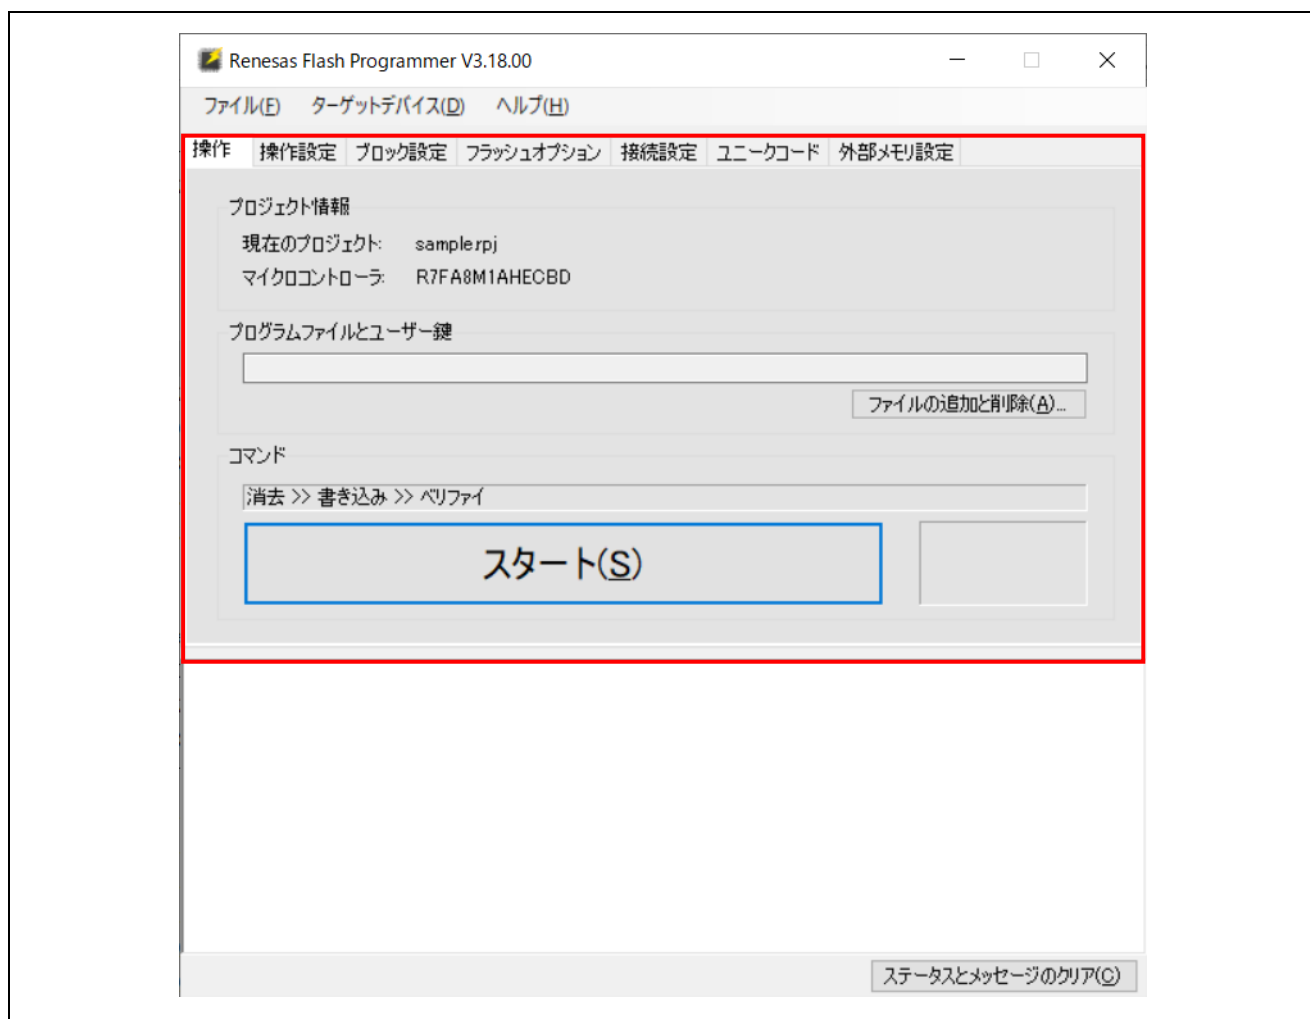 Renesas Flash Programmer V3.18.00
ファイル(F) ターゲットデバイス(D) ヘルプ(H)
操作 操作設定 ブロック設定 フラッシュオプション 接続設定 ユニークコード 外部メモリ設定
プロジェクト情報
現在のプロジェクト: sample.rpj
マイクロコントローラ: R7FA8M1AHECBD
プログラムファイルとユーザー鍵
ファイルの追加と削除(A)...
コマンド
消去 >> 書き込み >> ベリファイ
スタート(S)
ステータスとメッセージのクリア(C)